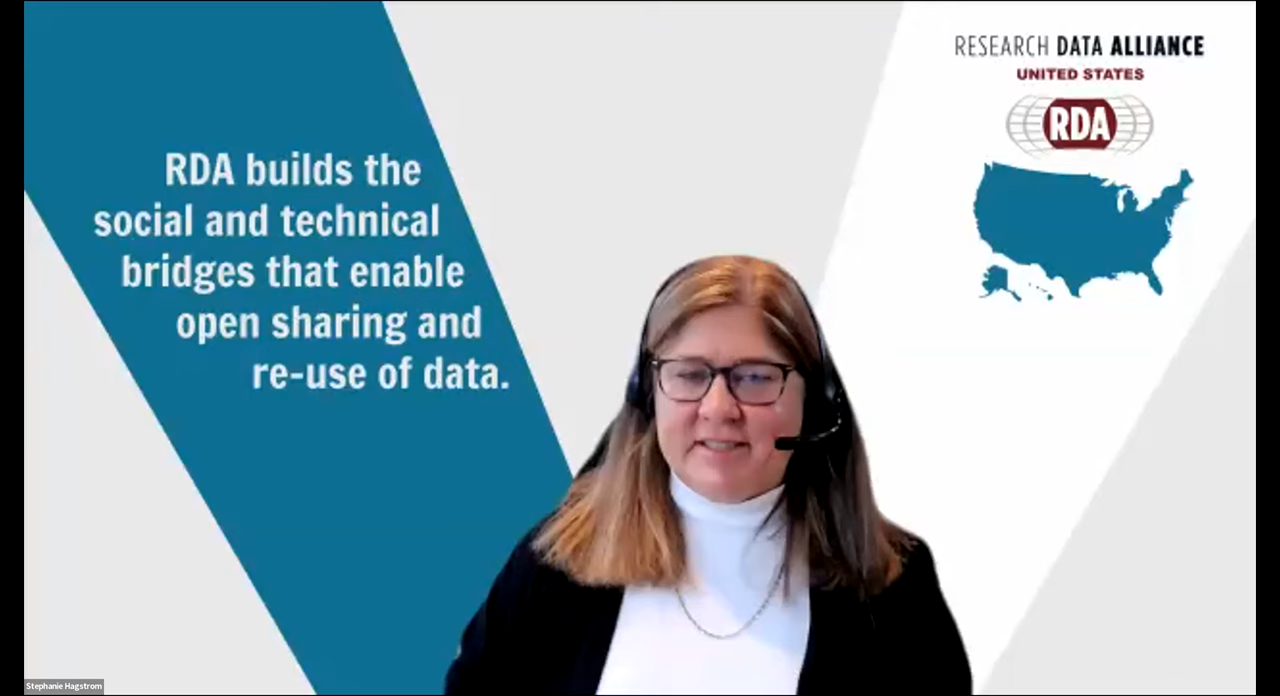 RDA builds the
social and technical
bridges that enable
open sharing and
re-use of data.
RESEARCH DATA ALLIANCE
UNITED STATES
RDA
Stephanie Hagstrom